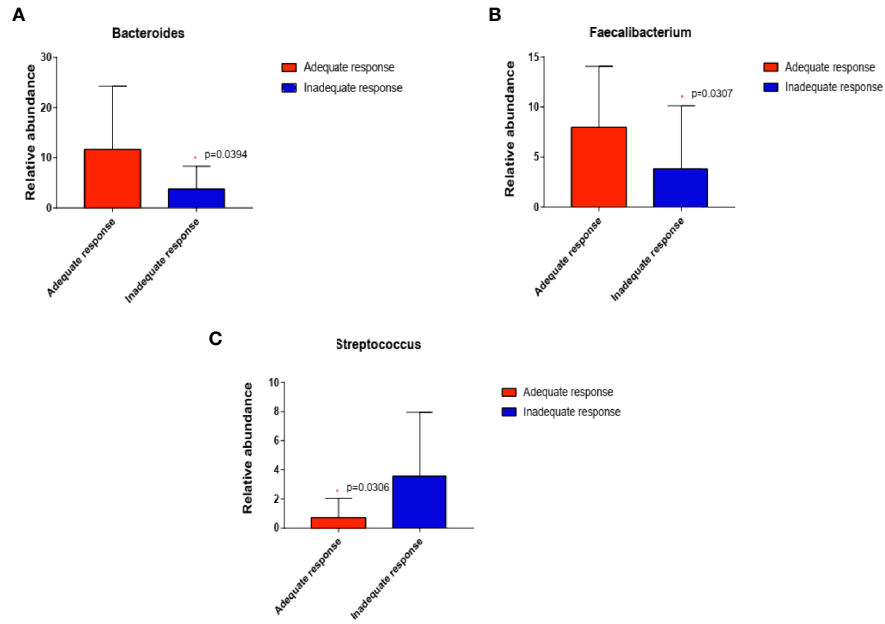 A
Bacteroides
Relative abundance
30
20
10
0
* p=0.0394
Adequate response
Inadequate response
Adequate response
Inadequate response
B
Faecalibacterium
Relative abundance
15
10
5
0
* p=0.0307
Adequate response
Inadequate response
Adequate response
Inadequate response
C
Streptococcus
Relative abundance
10
8
6
4
2
0
* p=0.0306
Adequate response
Inadequate response
Adequate response
Inadequate response